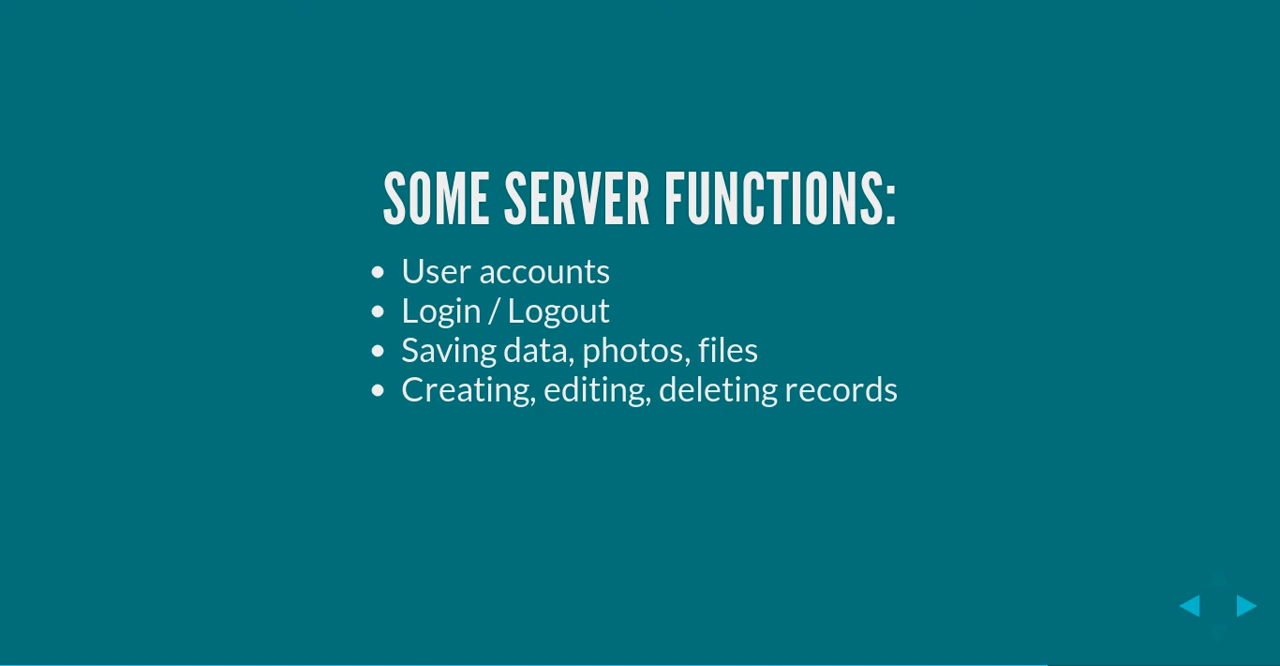 SOME SERVER FUNCTIONS:
• User accounts
• Login / Logout
• Saving data, photos, files
• Creating, editing, deleting records